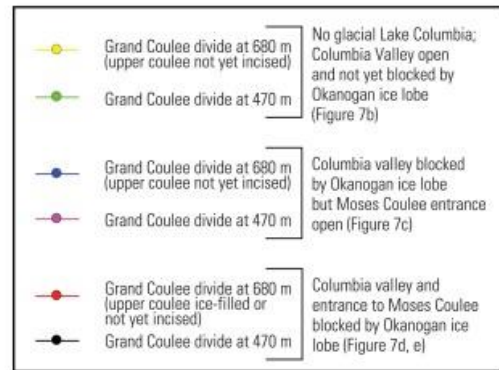 Grand Coulee divide at 680 m
(upper coulee not yet incised)
Grand Coulee divide at 470 m
No glacial Lake Columbia;
Columbia Valley open
and not yet blocked by
Okanogan ice lobe
(Figure 7b)
Grand Coulee divide at 680 m
(upper coulee not yet incised)
Grand Coulee divide at 470 m
Columbia valley blocked
by Okanogan ice lobe
but Moses Coulee entrance
open (Figure 7c)
Grand Coulee divide at 680 m
(upper coulee ice-filled or
not yet incised)
Grand Coulee divide at 470 m
Columbia valley and
entrance to Moses Coulee
blocked by Okanogan ice
lobe (Figure 7d, e)